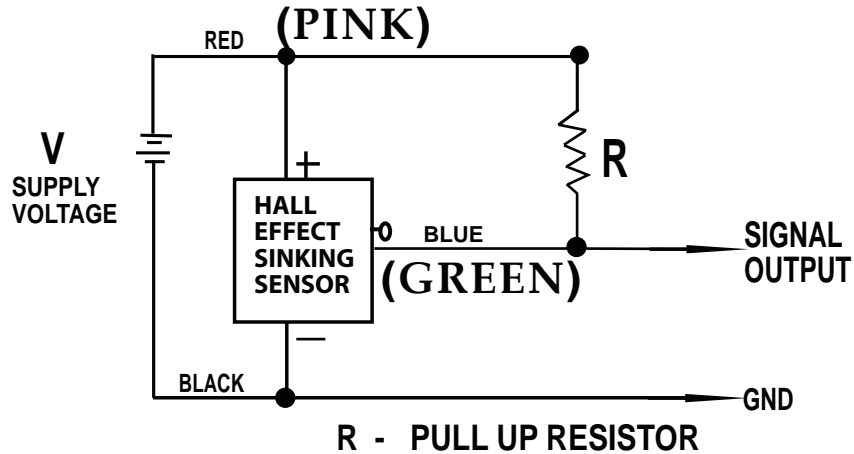 RED (PINK)
V
SUPPLY
VOLTAGE
+
R
HALL
EFFECT
SINKING
SENSOR
BLUE
(GREEN)
SIGNAL
OUTPUT
—
BLACK
GND
R - PULL UP RESISTOR